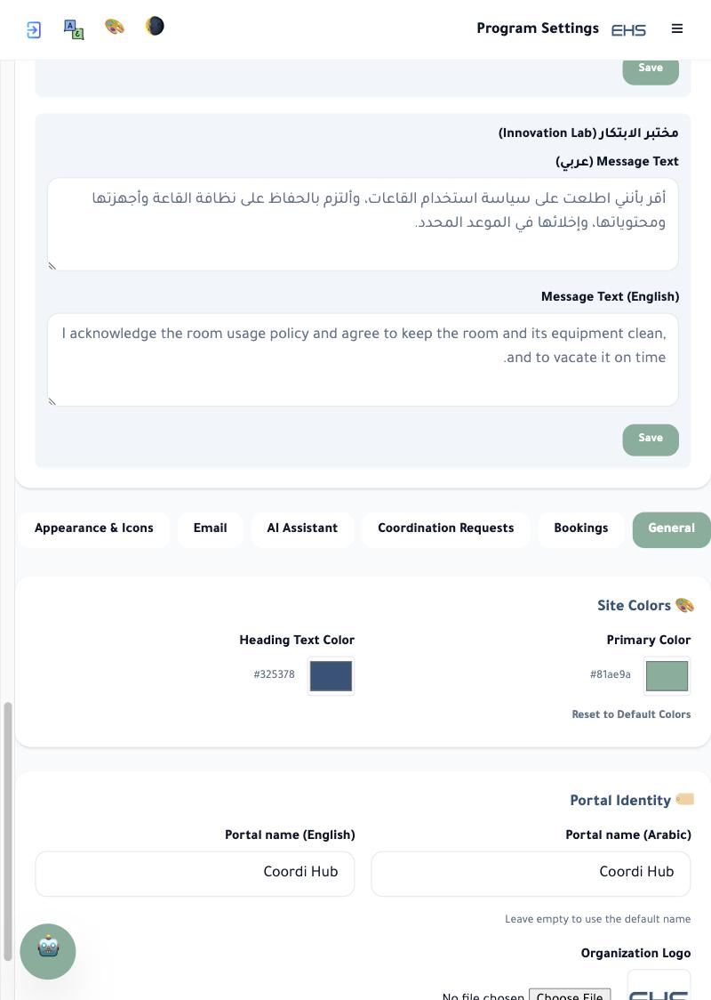 Program Settings
EHS
Save
مختبر الابتكار (Innovation Lab)
Message Text (عربي)
أقر بأنني اطلعت على سياسة استخدام القاعات، وألتزم بالحفاظ على نظافة القاعة وأجهزتها
ومحتوياتها، وإخلائها في الموعد المحدد.
Message Text (English)
I acknowledge the room usage policy and agree to keep the room and its equipment clean,
.and to vacate it on time
Save
General
Bookings
Coordination Requests
AI Assistant
Email
Appearance & Icons
Site Colors
Primary Color
#81ae9a
Heading Text Color
#325378
Reset to Default Colors
Portal Identity
Portal name (Arabic)
Coordi Hub
Portal name (English)
Coordi Hub
Leave empty to use the default name
Organization Logo
EHS
Choose File No file chosen